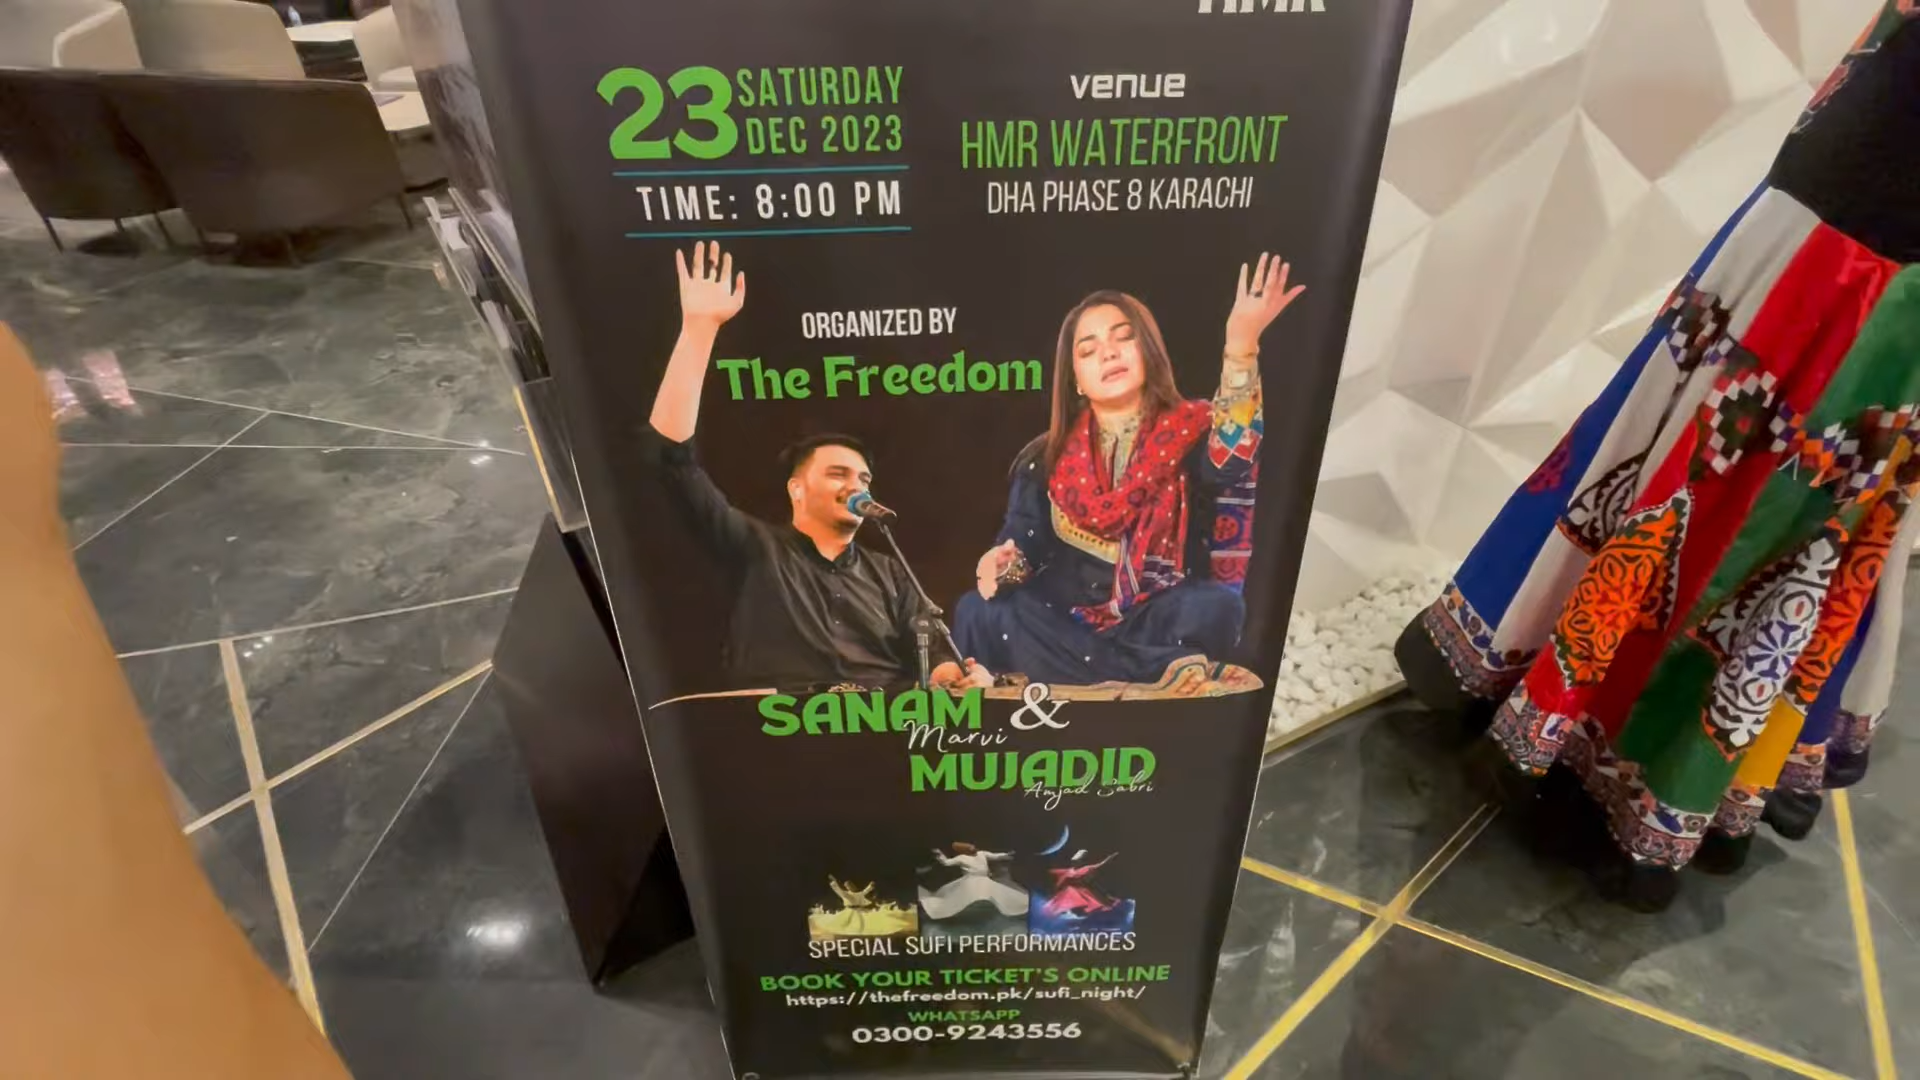 HMR
23 SATURDAY
DEC 2023
TIME: 8:00 PM
venue
HMR WATERFRONT
DHA PHASE 8 KARACHI
ORGANIZED BY
The Freedom
SANAM &
Marvi
MUJADID
Amjad Sabri
SPECIAL SUFI PERFORMANCES
BOOK YOUR TICKET'S ONLINE
https://thefreedom.pk/sufi_night/
WHATSAPP
0300-9243556